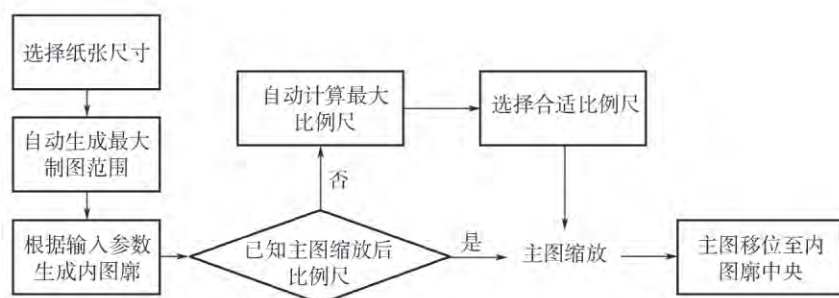 选择纸张尺寸
自动生成最大
制图范围
根据输入参数
生成内图廓
已知主图缩放后
比例尺
否
自动计算最大
比例尺
选择合适比例尺
是
主图缩放
主图移位至内
图廓中央